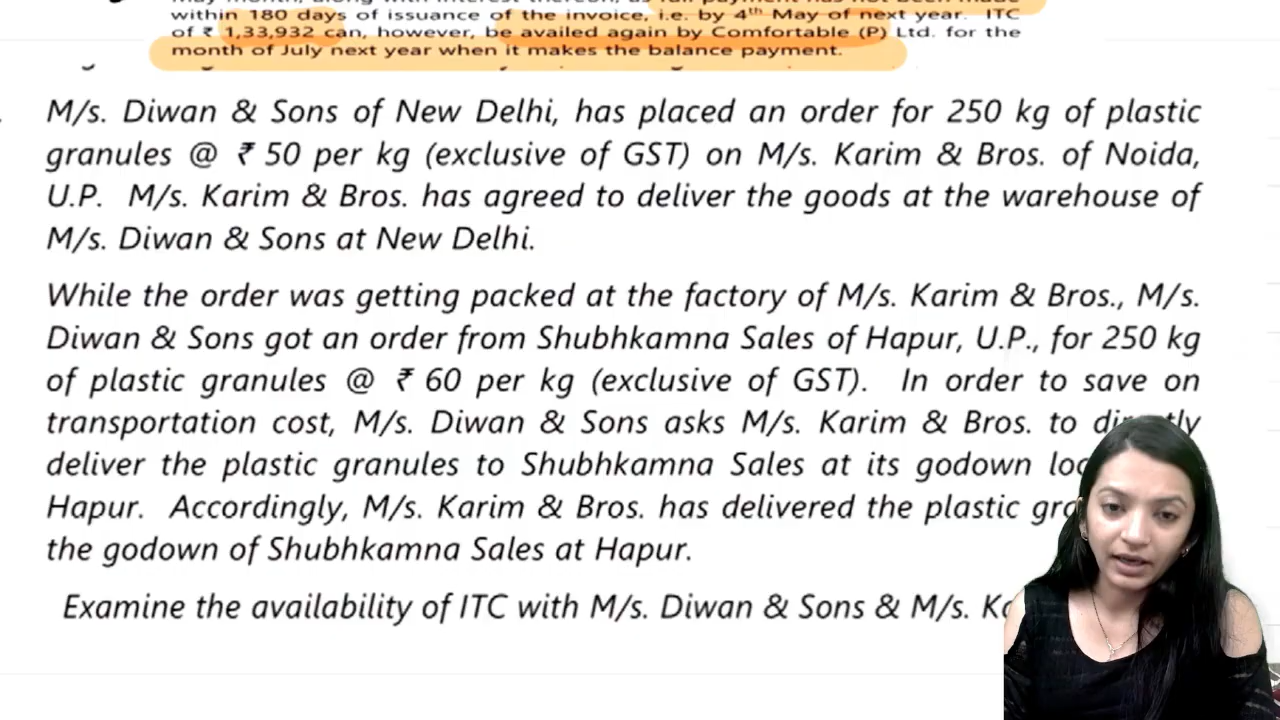 within 180 days of issuance of the invoice, i.e. by 4th May of next year. ITC
of ₹ 1,33,932 can, however, be availed again by Comfortable (P) Ltd. for the
month of July next year when it makes the balance payment.
M/s. Diwan & Sons of New Delhi, has placed an order for 250 kg of plastic
granules @ ₹ 50 per kg (exclusive of GST) on M/s. Karim & Bros. of Noida,
U.P. M/s. Karim & Bros. has agreed to deliver the goods at the warehouse of
M/s. Diwan & Sons at New Delhi.
While the order was getting packed at the factory of M/s. Karim & Bros., M/s.
Diwan & Sons got an order from Shubhkamna Sales of Hapur, U.P., for 250 kg
of plastic granules @ ₹ 60 per kg (exclusive of GST). In order to save on
transportation cost, M/s. Diwan & Sons asks M/s. Karim & Bros. to directly
deliver the plastic granules to Shubhkamna Sales at its godown
Hapur. Accordingly, M/s. Karim & Bros. has delivered the plastic
the godown of Shubhkamna Sales at Hapur.
Examine the availability of ITC with M/s. Diwan & Sons & M/s.